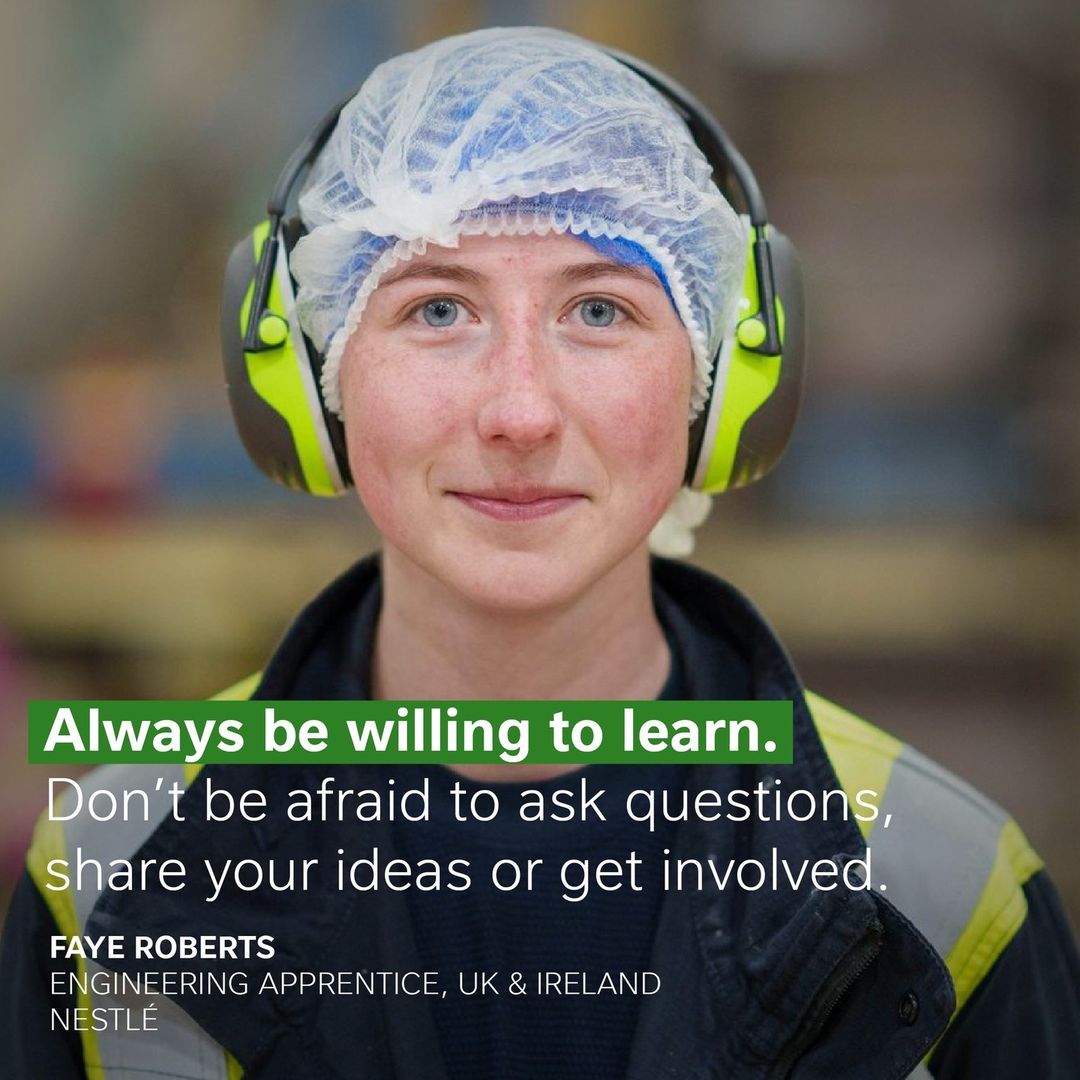 Always be willing to learn.
Don't be afraid to ask questions,
share your ideas or get involved.
FAYE ROBERTS
ENGINEERING APPRENTICE, UK & IRELAND
NESTLÉ